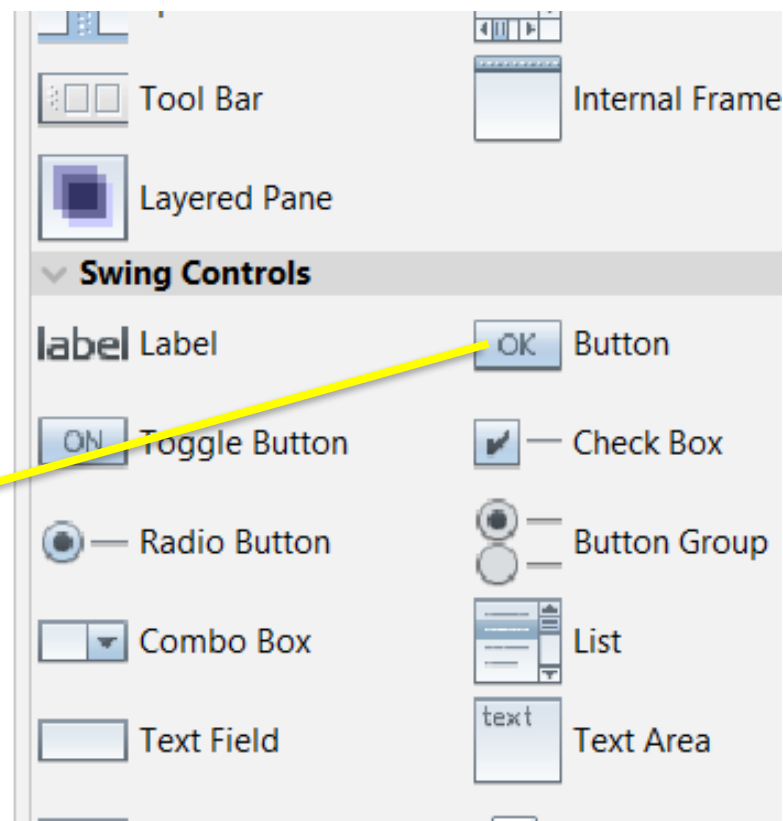 Tool Bar
Internal Frame
Layered Pane
Swing Controls
label Label
OK Button
ON Toggle Button
Check Box
Radio Button
Button Group
Combo Box
List
Text Field
text Text Area